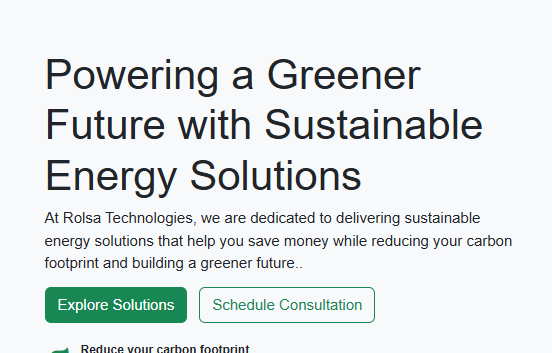 Powering a Greener
Future with Sustainable
Energy Solutions
At Rolsa Technologies, we are dedicated to delivering sustainable
energy solutions that help you save money while reducing your carbon
footprint and building a greener future..
Explore Solutions
Schedule Consultation
Reduce your carbon footprint